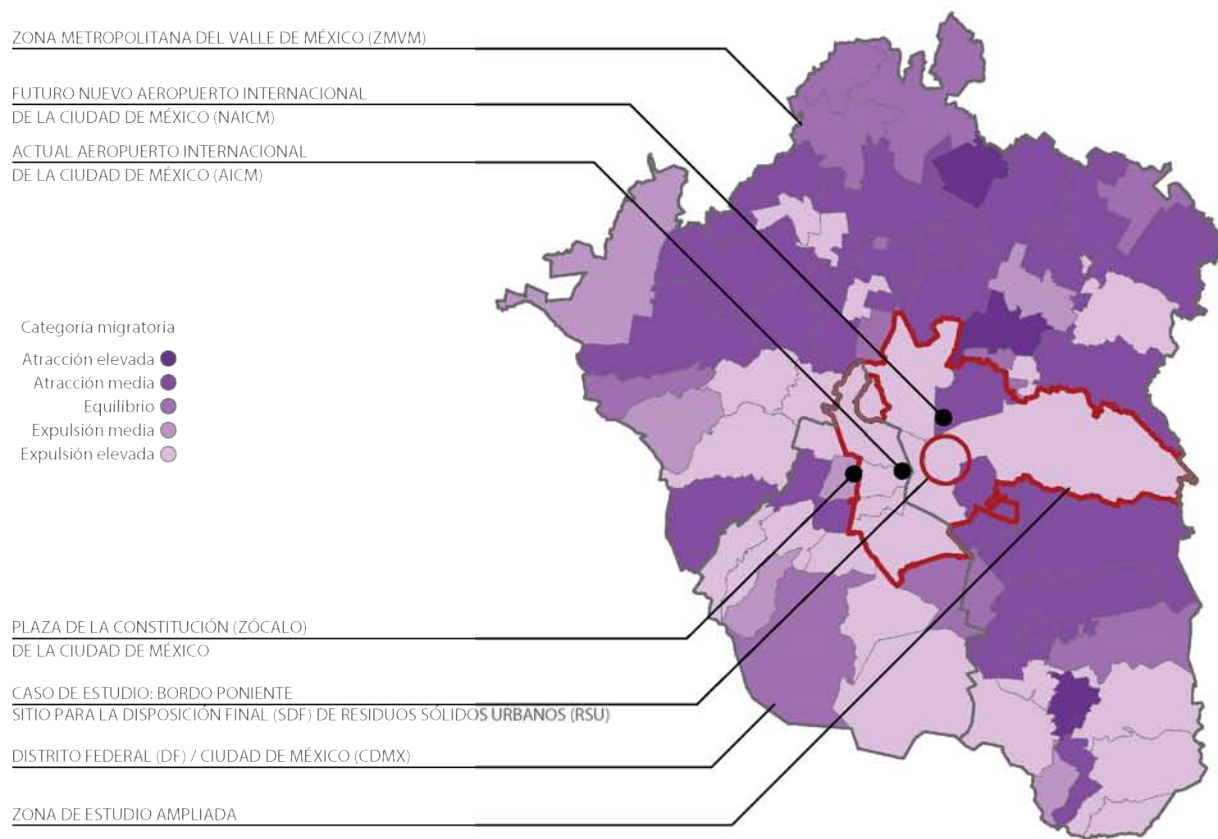 ZONA METROPOLITANA DEL VALLE DE MÉXICO (ZMVM)
FUTURO NUEVO AEROPUERTO INTERNACIONAL
DE LA CIUDAD DE MÉXICO (NAICM)
ACTUAL AEROPUERTO INTERNACIONAL
DE LA CIUDAD DE MÉXICO (AICM)
Categoría migratoria
Atracción elevada
Atracción media
Equilibrio
Expulsión media
Expulsión elevada
PLAZA DE LA CONSTITUCIÓN (ZÓCALO)
DE LA CIUDAD DE MÉXICO
CASO DE ESTUDIO: BORDO PONIENTE
SITIO PARA LA DISPOSICIÓN FINAL (SDF) DE RESIDUOS SÓLIDOS URBANOS (RSU)
DISTRITO FEDERAL (DF) / CIUDAD DE MÉXICO (CDMX)
ZONA DE ESTUDIO AMPLIADA